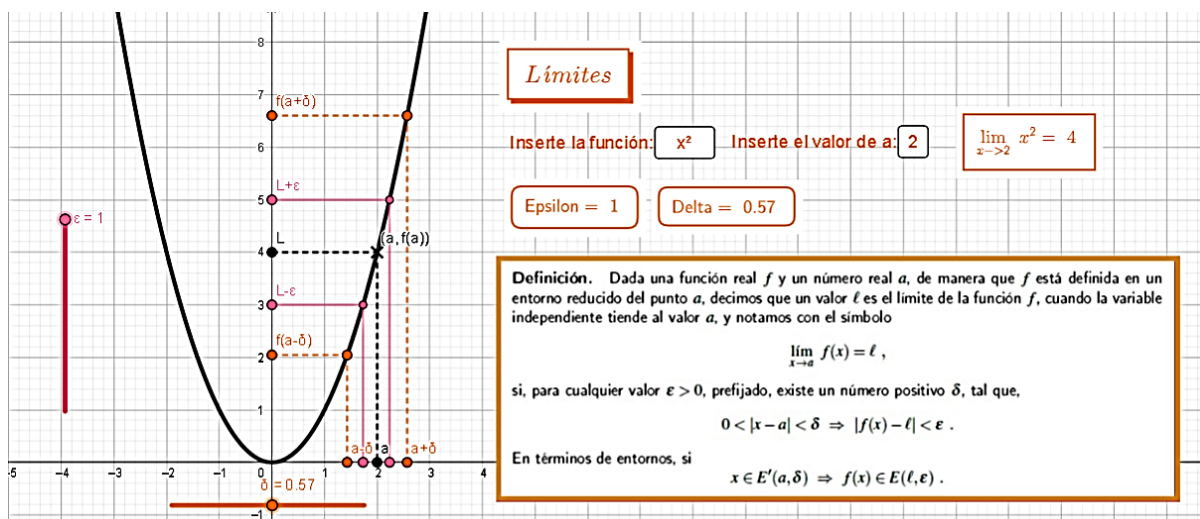 8
7
f(a+δ)
6
L+ε
5
L
(a, f(a))
4
L-ε
3
f(a-δ)
2
1
a-δ a a+δ
-5 -4 -3 -2 -1 0 1 2 3 4
-1
ε = 1
δ = 0.57
Límites
Inserte la función: x² Inserte el valor de a: 2
lim x->2 x² = 4
Epsilon = 1 Delta = 0.57
Definición. Dada una función real f y un número real a, de manera que f está definida en un
entorno reducido del punto a, decimos que un valor ℓ es el límite de la función f, cuando la variable
independiente tiende al valor a, y notamos con el símbolo
lím x→a f(x) = ℓ ,
si, para cualquier valor ε > 0, prefijado, existe un número positivo δ, tal que,
0 < |x − a| < δ ⇒ |f(x) − ℓ| < ε .
En términos de entornos, si
x ∈ E′(a,δ) ⇒ f(x) ∈ E(ℓ,ε) .